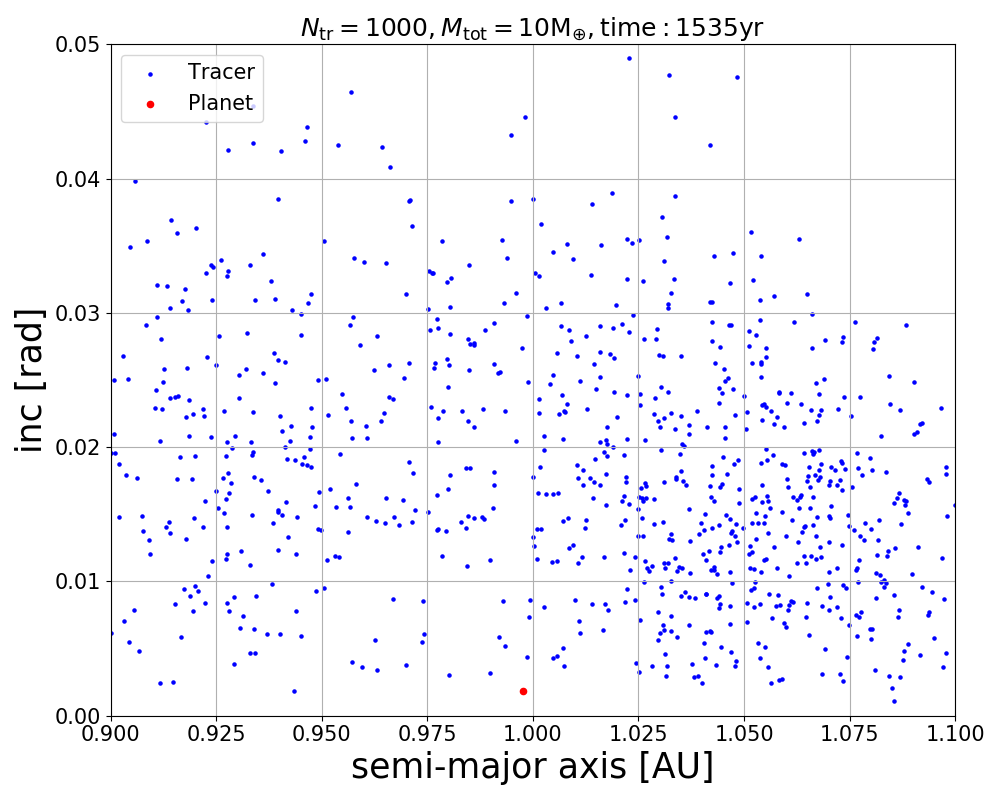 N_tr = 1000, M_tot = 10M_⊕, time : 1535yr
0.05
Tracer
Planet
0.04
0.03
inc [rad]
0.02
0.01
0.00
0.900 0.925 0.950 0.975 1.000 1.025 1.050 1.075 1.100
semi-major axis [AU]